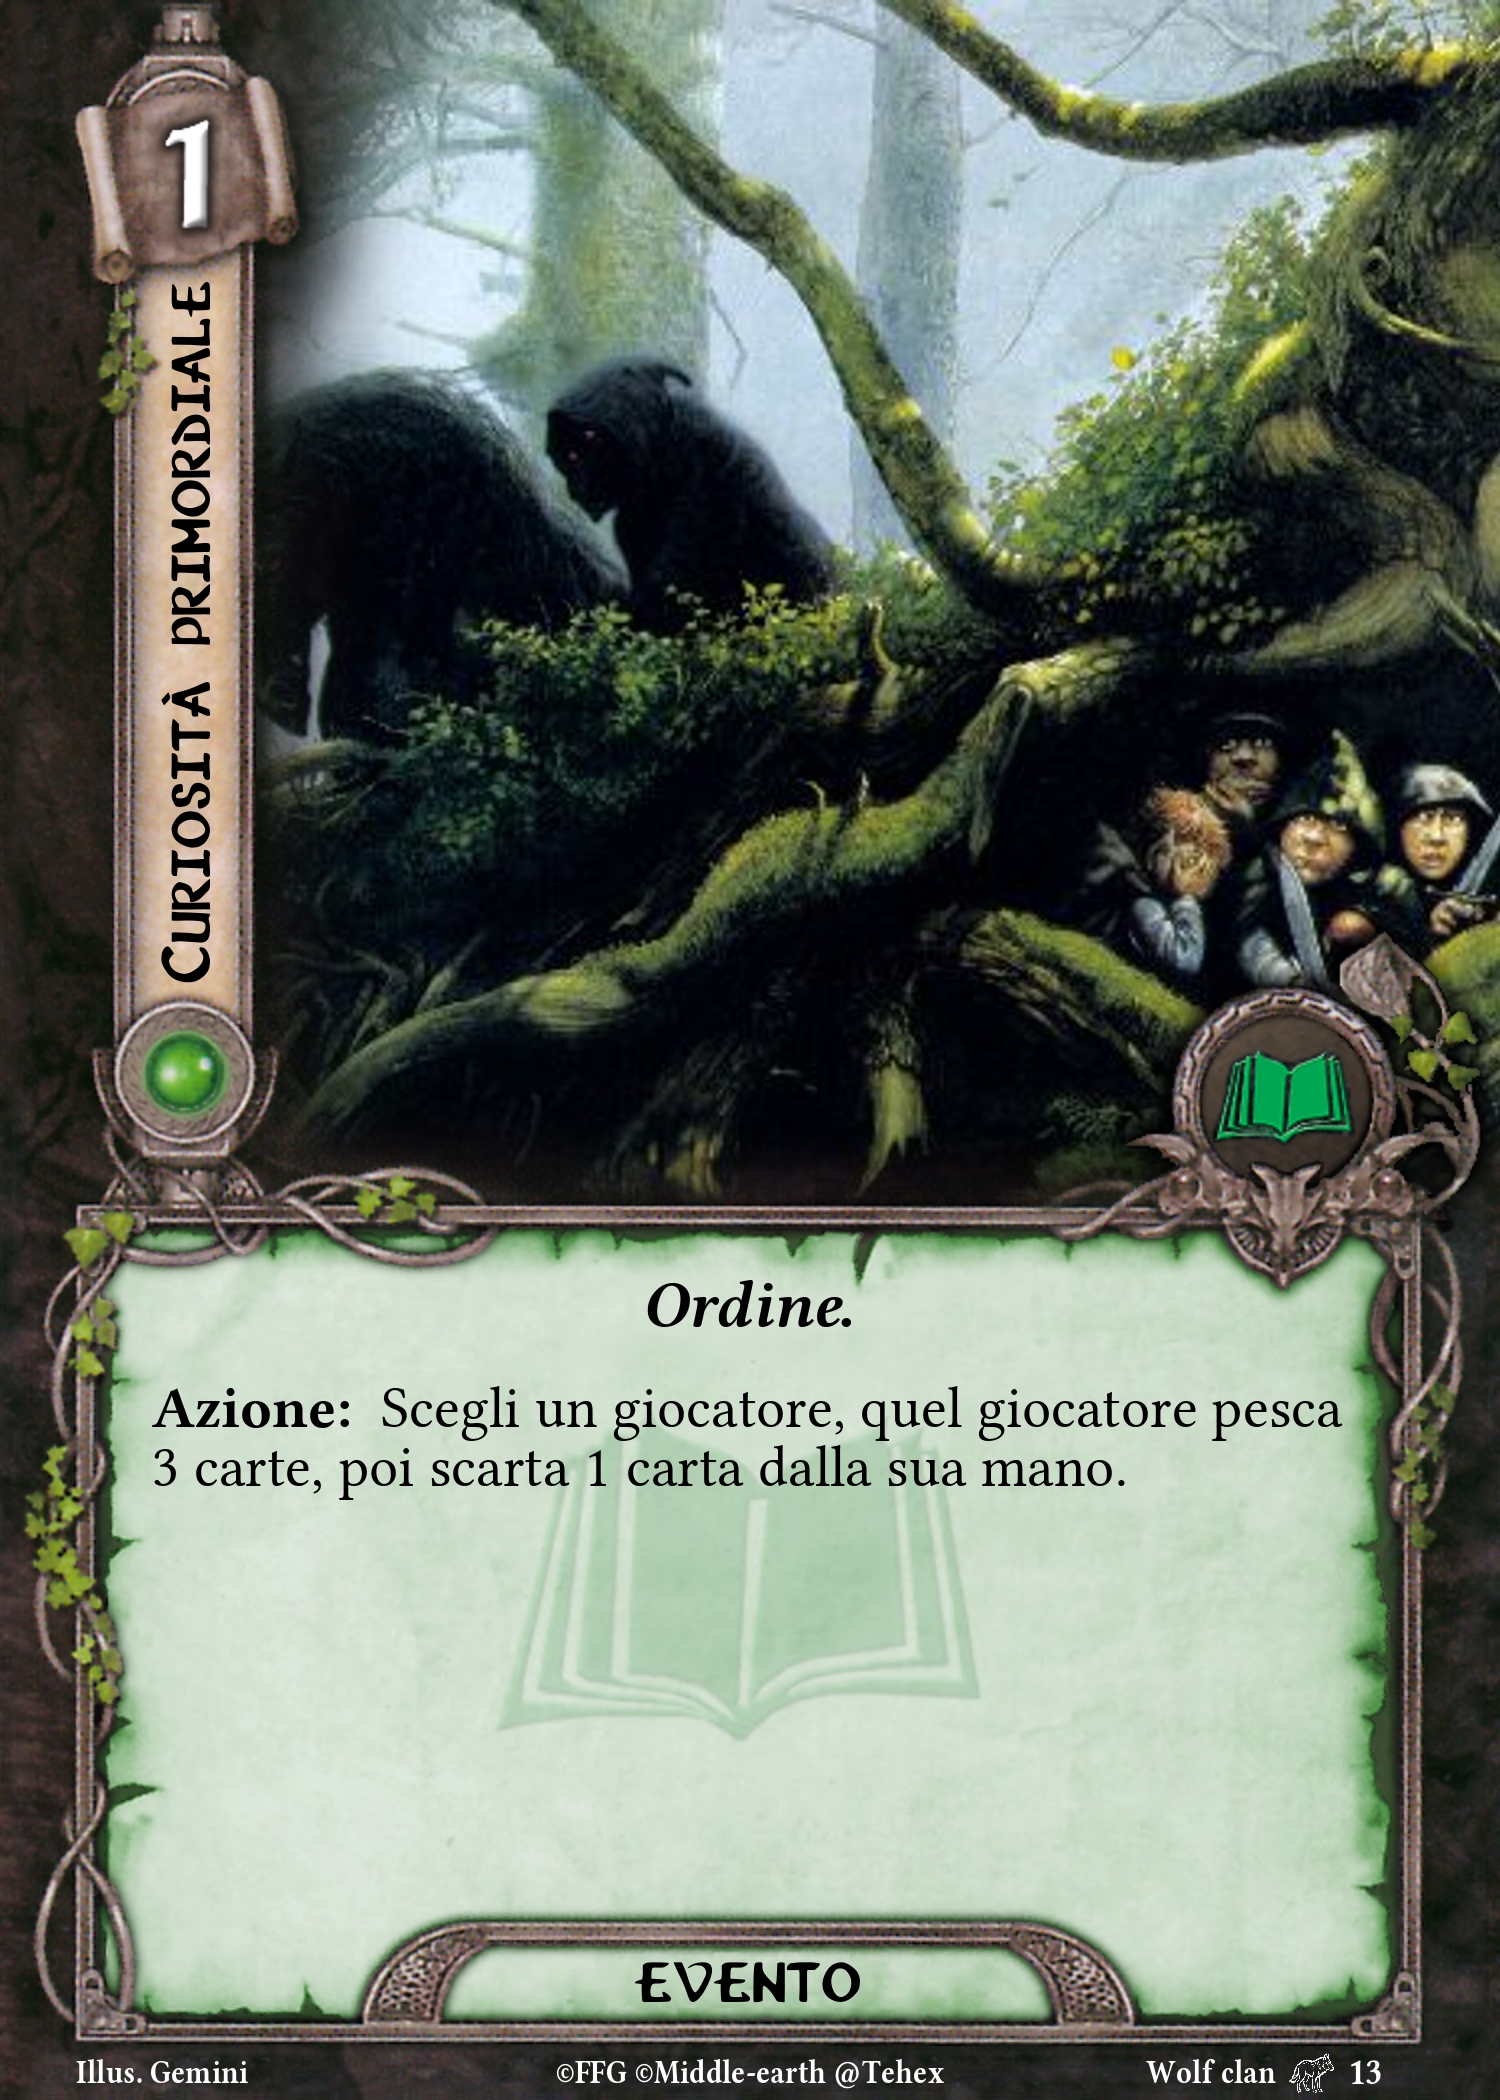 1
Curiosità primordiale
Ordine.
Azione: Scegli un giocatore, quel giocatore pesca
3 carte, poi scarta 1 carta dalla sua mano.
EVENTO
Illus. Gemini ©FFG ©Middle-earth @Tehex Wolf clan 13